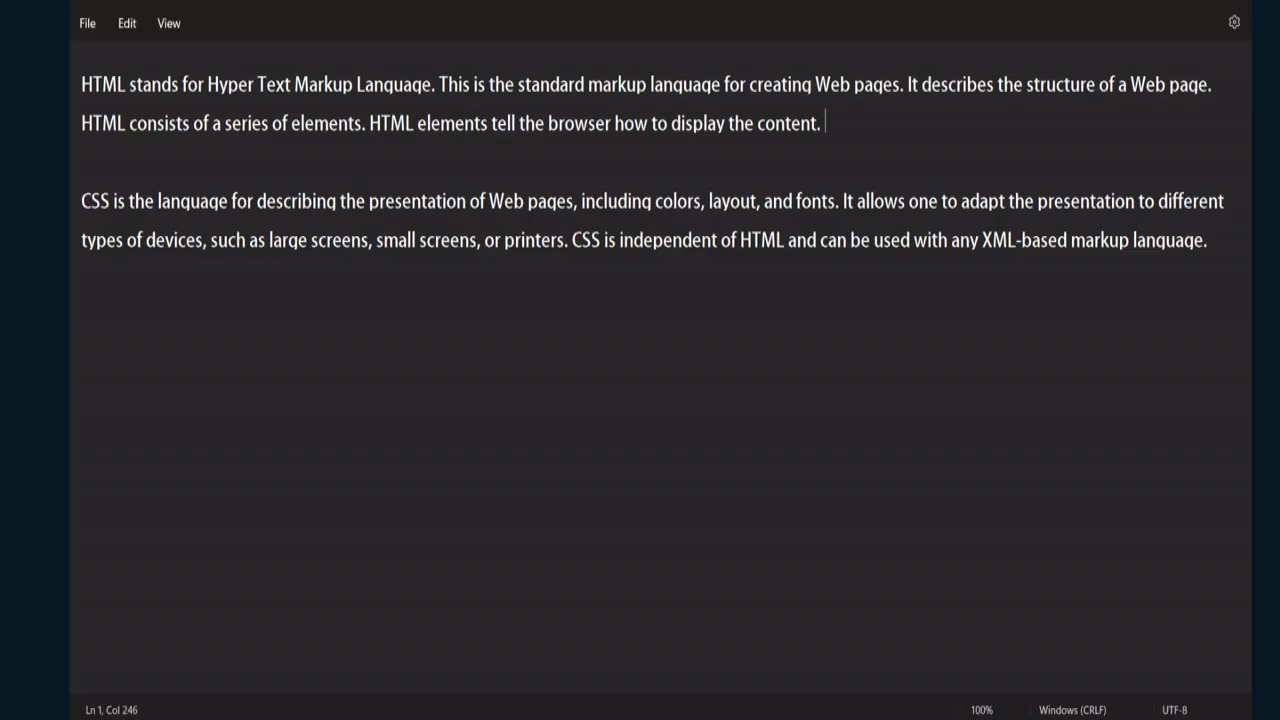 File Edit View
HTML stands for Hyper Text Markup Language. This is the standard markup language for creating Web pages. It describes the structure of a Web page.
HTML consists of a series of elements. HTML elements tell the browser how to display the content.
CSS is the language for describing the presentation of Web pages, including colors, layout, and fonts. It allows one to adapt the presentation to different
types of devices, such as large screens, small screens, or printers. CSS is independent of HTML and can be used with any XML-based markup language.
Ln 1, Col 246 100% Windows (CRLF) UTF-8